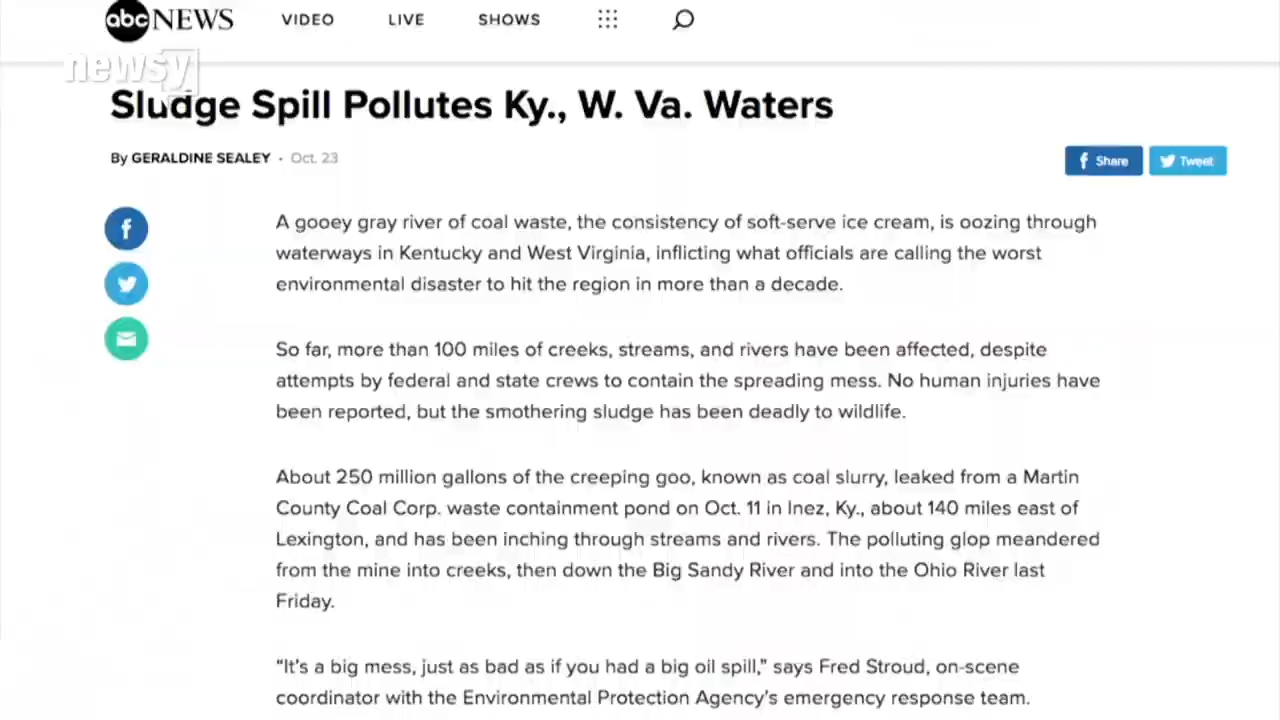 abc NEWS VIDEO LIVE SHOWS
newsy
Sludge Spill Pollutes Ky., W. Va. Waters
By GERALDINE SEALEY • Oct. 23
Share Tweet
A gooey gray river of coal waste, the consistency of soft-serve ice cream, is oozing through
waterways in Kentucky and West Virginia, inflicting what officials are calling the worst
environmental disaster to hit the region in more than a decade.
So far, more than 100 miles of creeks, streams, and rivers have been affected, despite
attempts by federal and state crews to contain the spreading mess. No human injuries have
been reported, but the smothering sludge has been deadly to wildlife.
About 250 million gallons of the creeping goo, known as coal slurry, leaked from a Martin
County Coal Corp. waste containment pond on Oct. 11 in Inez, Ky., about 140 miles east of
Lexington, and has been inching through streams and rivers. The polluting glop meandered
from the mine into creeks, then down the Big Sandy River and into the Ohio River last
Friday.
“It’s a big mess, just as bad as if you had a big oil spill,” says Fred Stroud, on-scene
coordinator with the Environmental Protection Agency’s emergency response team.